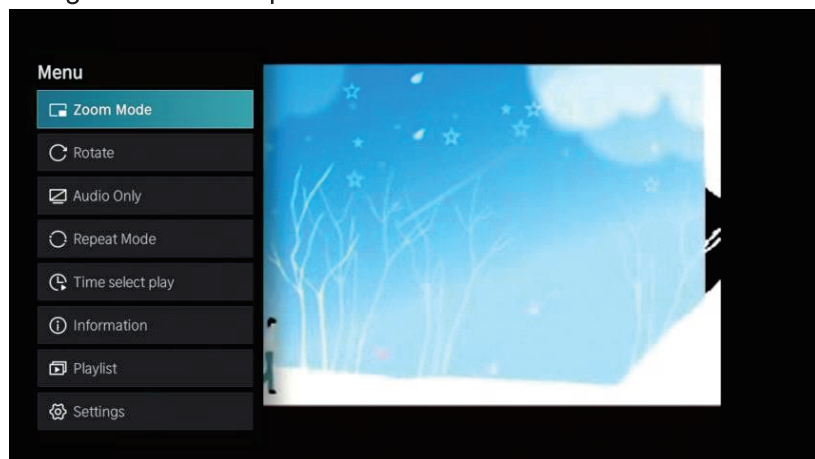 Menu
Zoom Mode
Rotate
Audio Only
Repeat Mode
Time select play
Information
Playlist
Settings